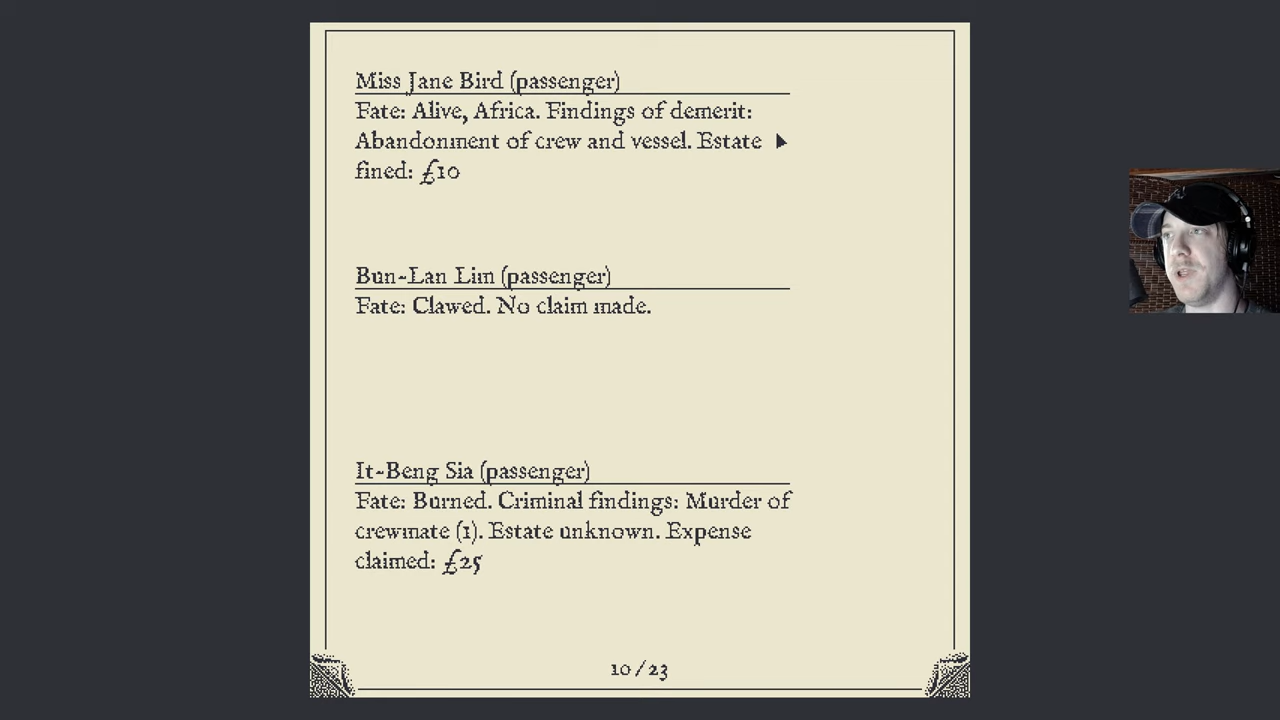 Miss Jane Bird (passenger)
Fate: Alive, Africa. Findings of demerit:
Abandonment of crew and vessel. Estate
fined: £10
Bun-Lan Lim (passenger)
Fate: Clawed. No claim made.
It-Beng Sia (passenger)
Fate: Burned. Criminal findings: Murder of
crewmate (1). Estate unknown. Expense
claimed: £25
10/23